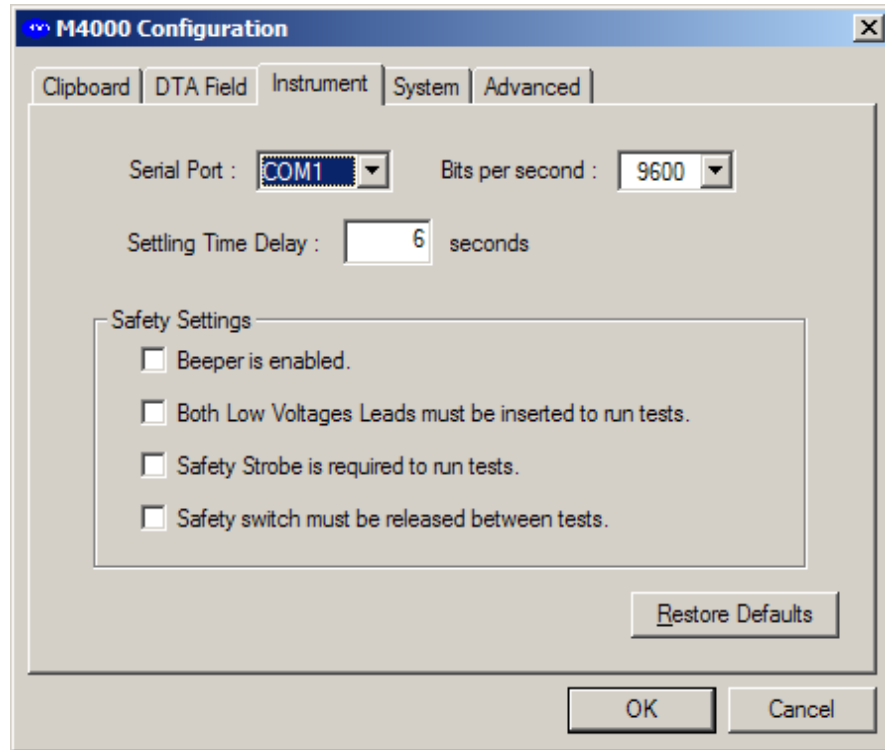 M4000 Configuration
Clipboard DTA Field Instrument System Advanced
Serial Port : COM1 Bits per second : 9600
Settling Time Delay : 6 seconds
Safety Settings
Beeper is enabled.
Both Low Voltages Leads must be inserted to run tests.
Safety Strobe is required to run tests.
Safety switch must be released between tests.
Restore Defaults
OK Cancel